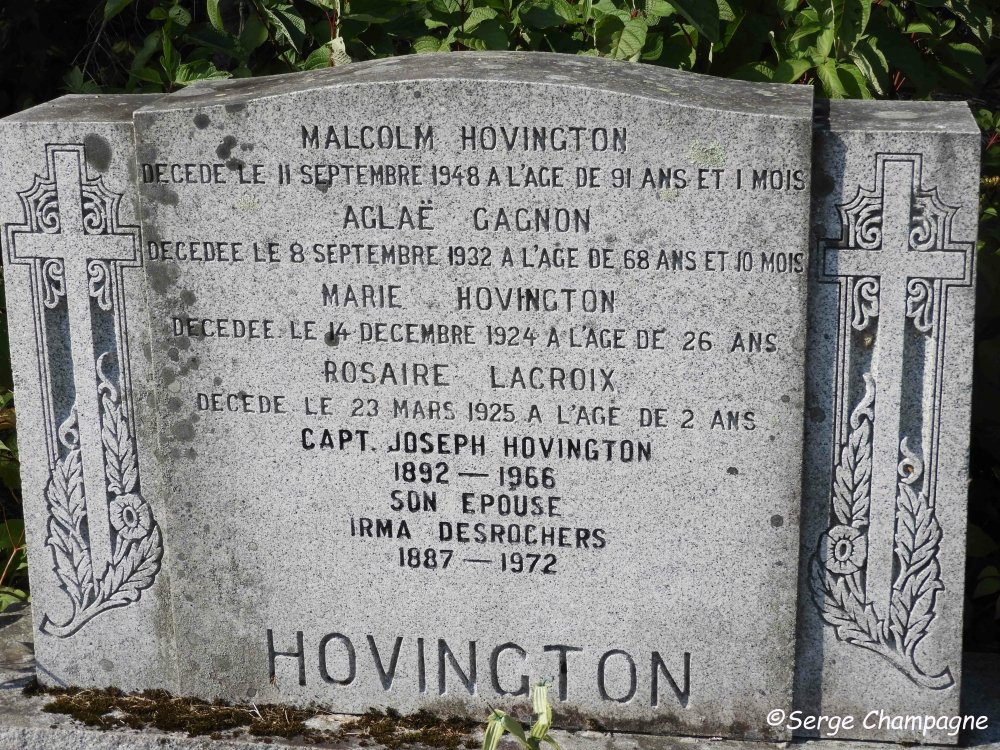 MALCOLM HOVINGTON
DECEDE LE 11 SEPTEMBRE 1948 A L'AGE DE 91 ANS ET 1 MOIS
AGLAË GAGNON
DECEDEE LE 8 SEPTEMBRE 1932 A L'AGE DE 68 ANS ET 10 MOIS
MARIE HOVINGTON
DECEDEE LE 14 DECEMBRE 1924 A L'AGE DE 26 ANS
ROSAIRE LACROIX
DECEDE LE 23 MARS 1925 A L'AGE DE 2 ANS
CAPT. JOSEPH HOVINGTON
1892 — 1966
SON EPOUSE
IRMA DESROCHERS
1887 — 1972
HOVINGTON
©Serge Champagne